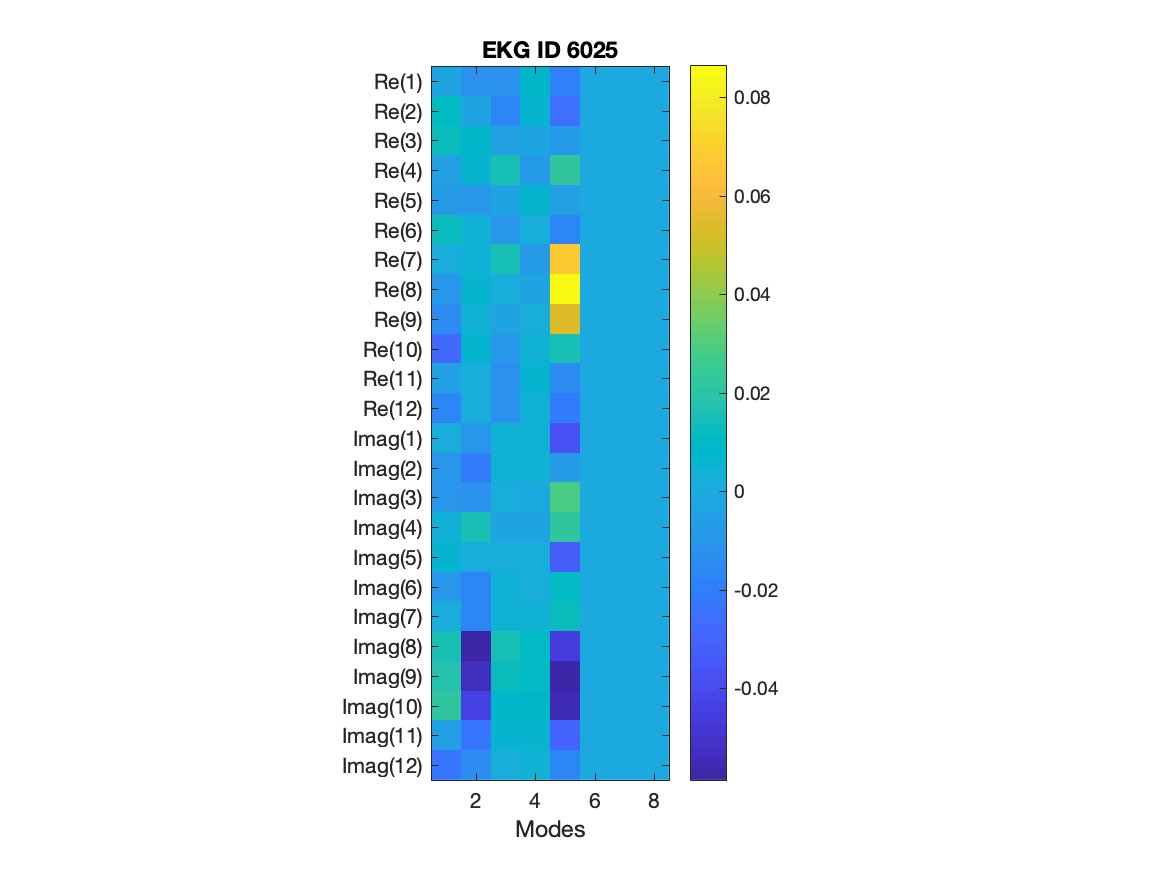 EKG ID 6025
Re(1)
Re(2)
Re(3)
Re(4)
Re(5)
Re(6)
Re(7)
Re(8)
Re(9)
Re(10)
Re(11)
Re(12)
Imag(1)
Imag(2)
Imag(3)
Imag(4)
Imag(5)
Imag(6)
Imag(7)
Imag(8)
Imag(9)
Imag(10)
Imag(11)
Imag(12)
2 4 6 8
Modes
0.08
0.06
0.04
0.02
0
-0.02
-0.04